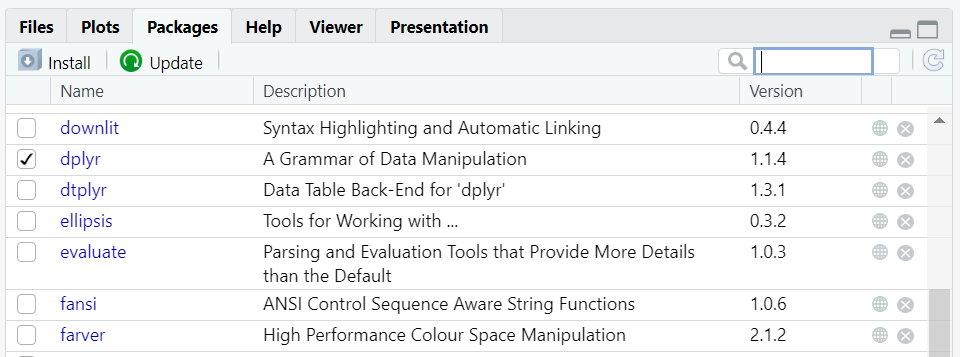 Files Plots Packages Help Viewer Presentation
Install Update
Name Description Version
downlit Syntax Highlighting and Automatic Linking 0.4.4
dplyr A Grammar of Data Manipulation 1.1.4
dtplyr Data Table Back-End for 'dplyr' 1.3.1
ellipsis Tools for Working with ... 0.3.2
evaluate Parsing and Evaluation Tools that Provide More Details 1.0.3
than the Default
fansi ANSI Control Sequence Aware String Functions 1.0.6
farver High Performance Colour Space Manipulation 2.1.2